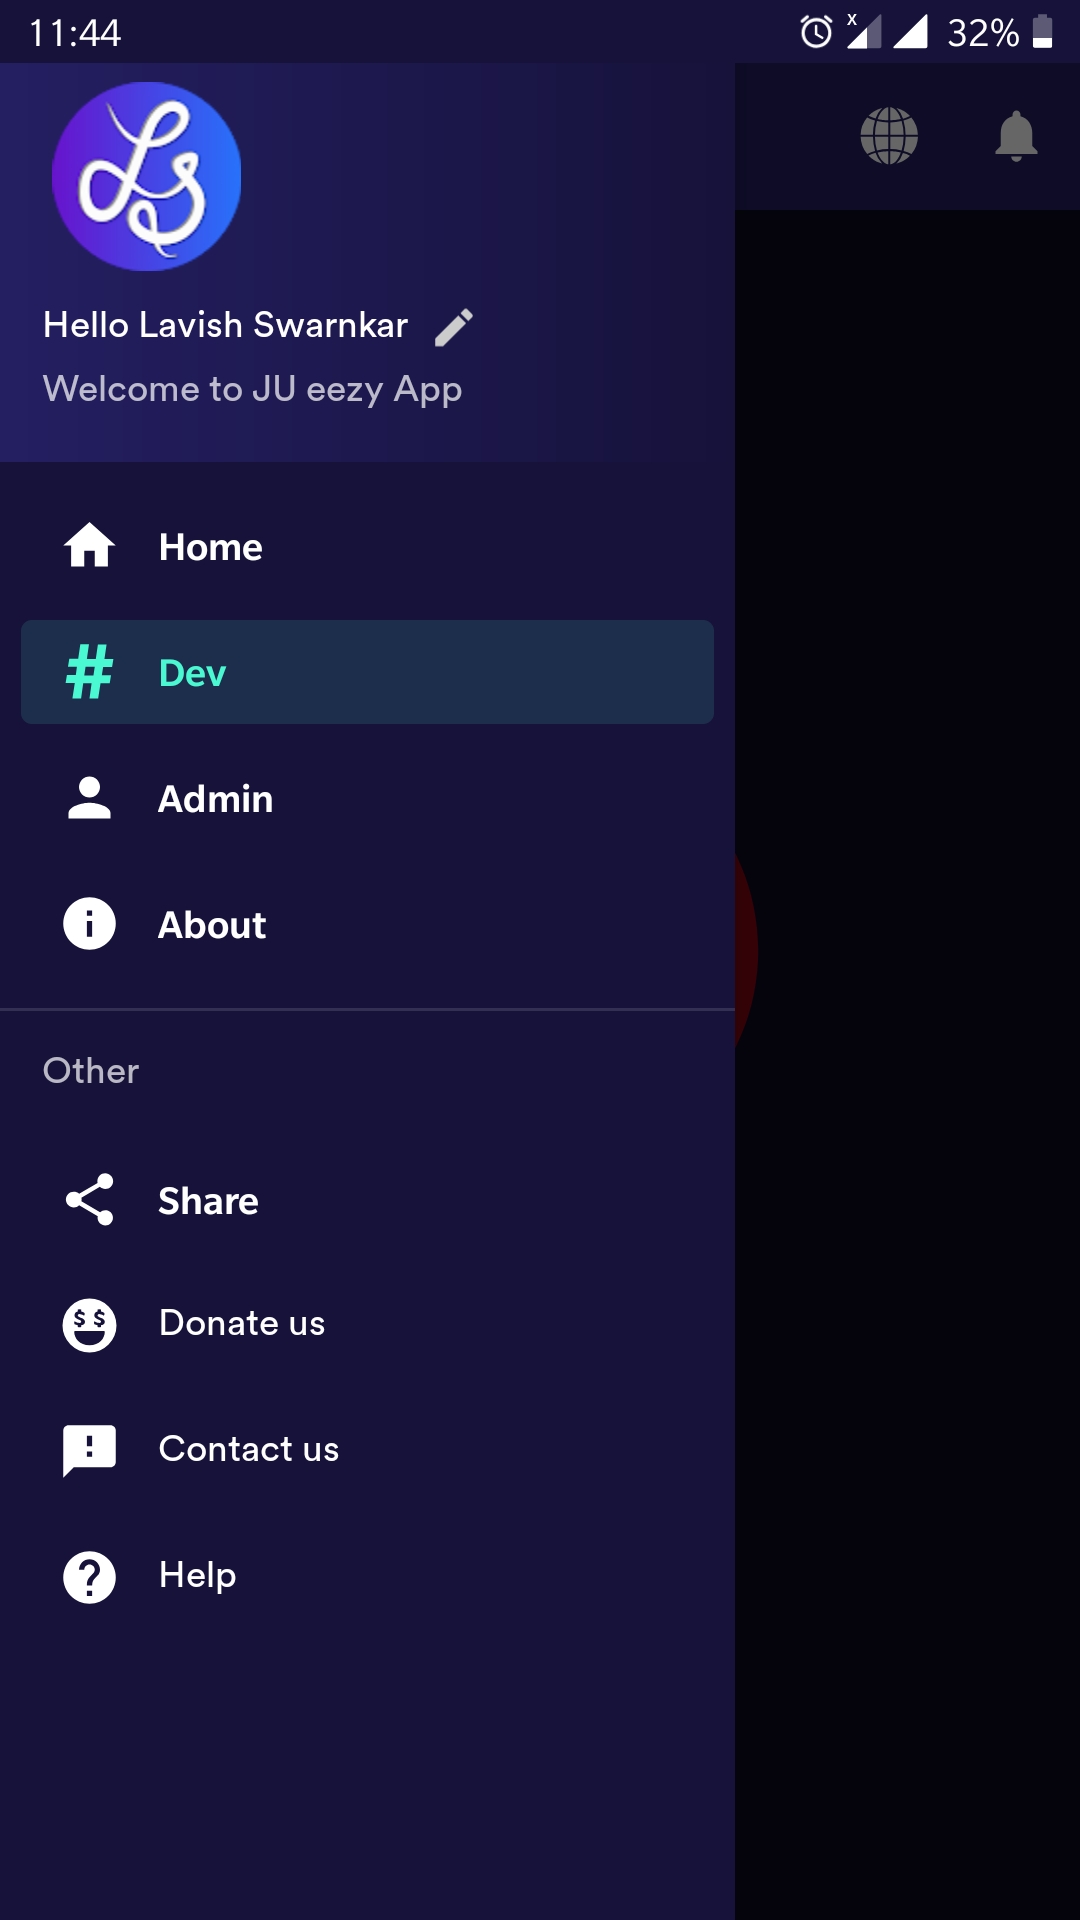 11:44 x 32%
LS
Hello Lavish Swarnkar
Welcome to JU eezy App
Home
# Dev
Admin
About
Other
Share
$ $ Donate us
! Contact us
? Help